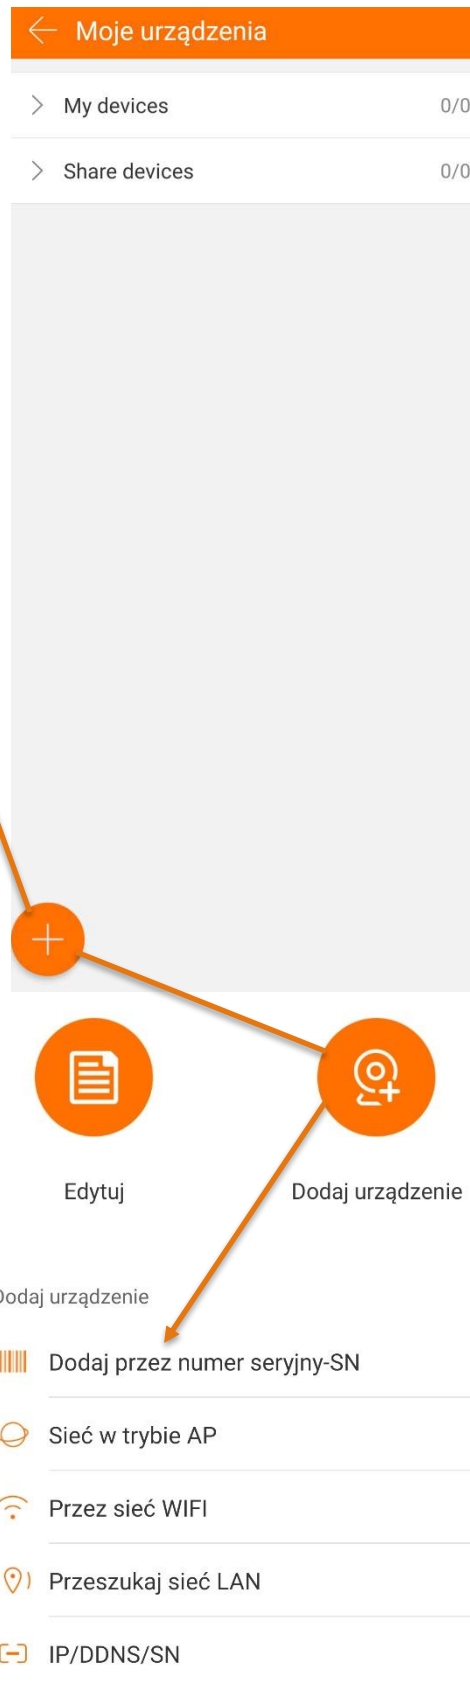 Moje urządzenia
My devices 0/0
Share devices 0/0
Edytuj Dodaj urządzenie
Dodaj urządzenie
Dodaj przez numer seryjny-SN
Sieć w trybie AP
Przez sieć WIFI
Przeszukaj sieć LAN
IP/DDNS/SN